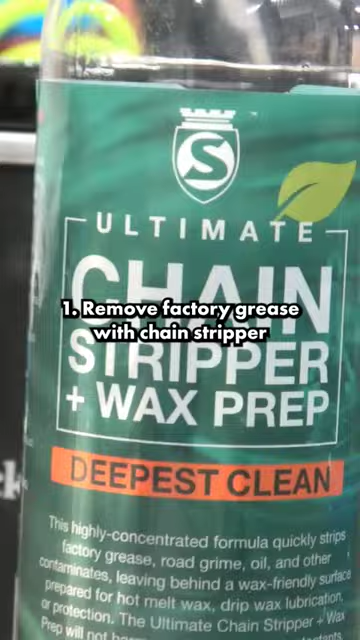 S
ULTIMATE
CHAIN
1. Remove factory grease
with chain stripper
STRIPPER
+ WAX PREP
DEEPEST CLEAN
This highly-concentrated formula quickly strips
factory grease, road grime, oil, and other
contaminates, leaving behind a wax-friendly surface
prepared for hot melt wax, drip wax lubrication,
or protection. The Ultimate Chain Stripper + Wax
Prep will not